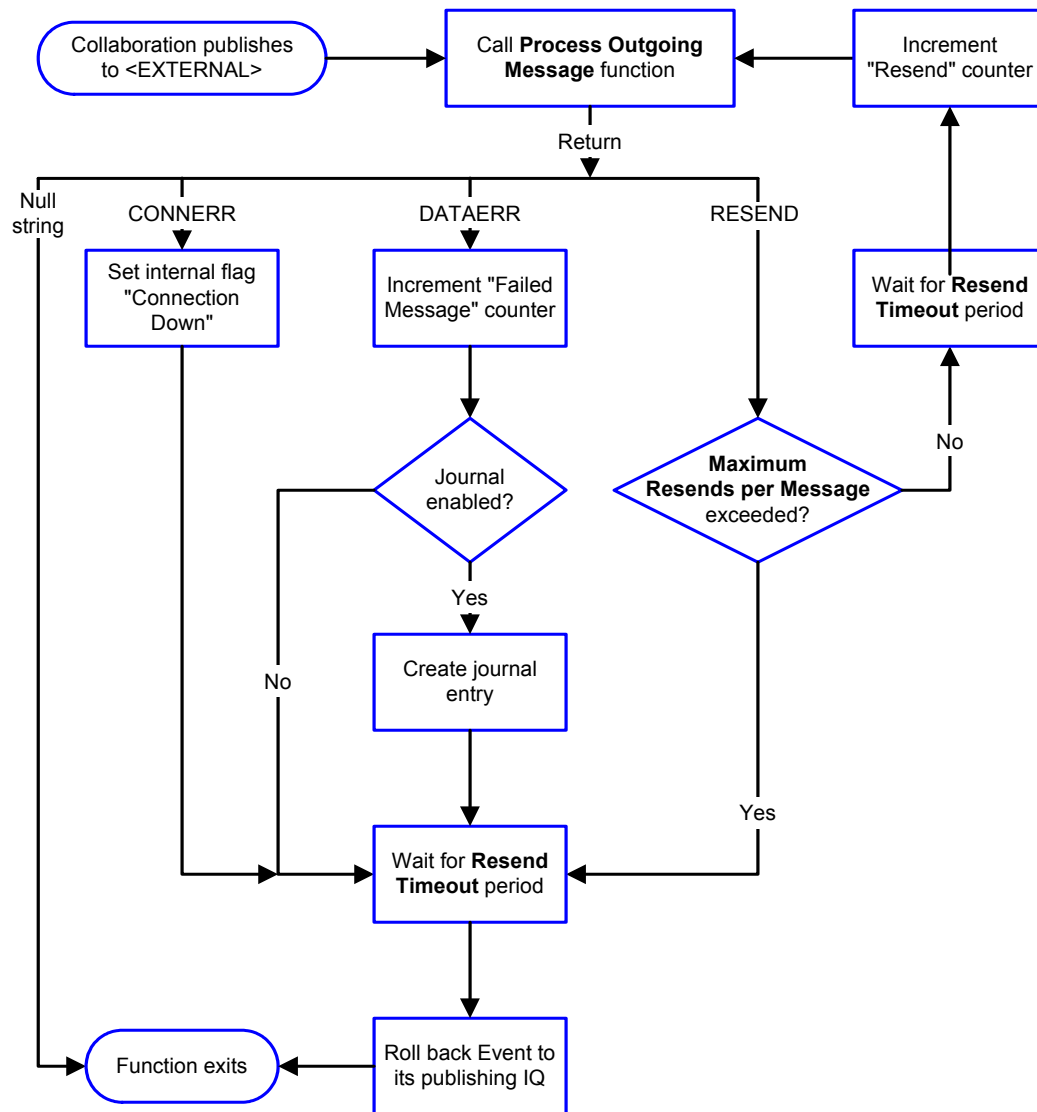 Collaboration publishes
to <EXTERNAL>
Call Process Outgoing
Message function
Increment
"Resend" counter
Return
Null
string
CONNERR
DATAERR
RESEND
Set internal flag
"Connection
Down"
Increment "Failed
Message" counter
Wait for Resend
Timeout period
No
Journal
enabled?
Maximum
Resends per Message
exceeded?
Yes
Create journal
entry
No
Yes
Wait for Resend
Timeout period
Function exits
Roll back Event to
its publishing IQ